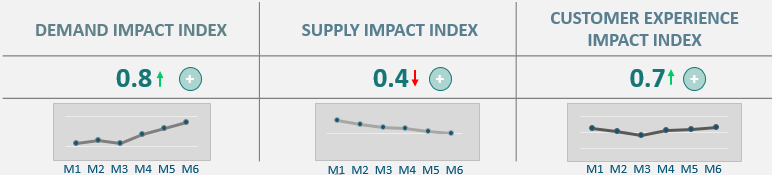 DEMAND IMPACT INDEX
SUPPLY IMPACT INDEX
CUSTOMER EXPERIENCE
IMPACT INDEX
0.8 +
0.4 +
0.7 +
M1 M2 M3 M4 M5 M6
M1 M2 M3 M4 M5 M6
M1 M2 M3 M4 M5 M6